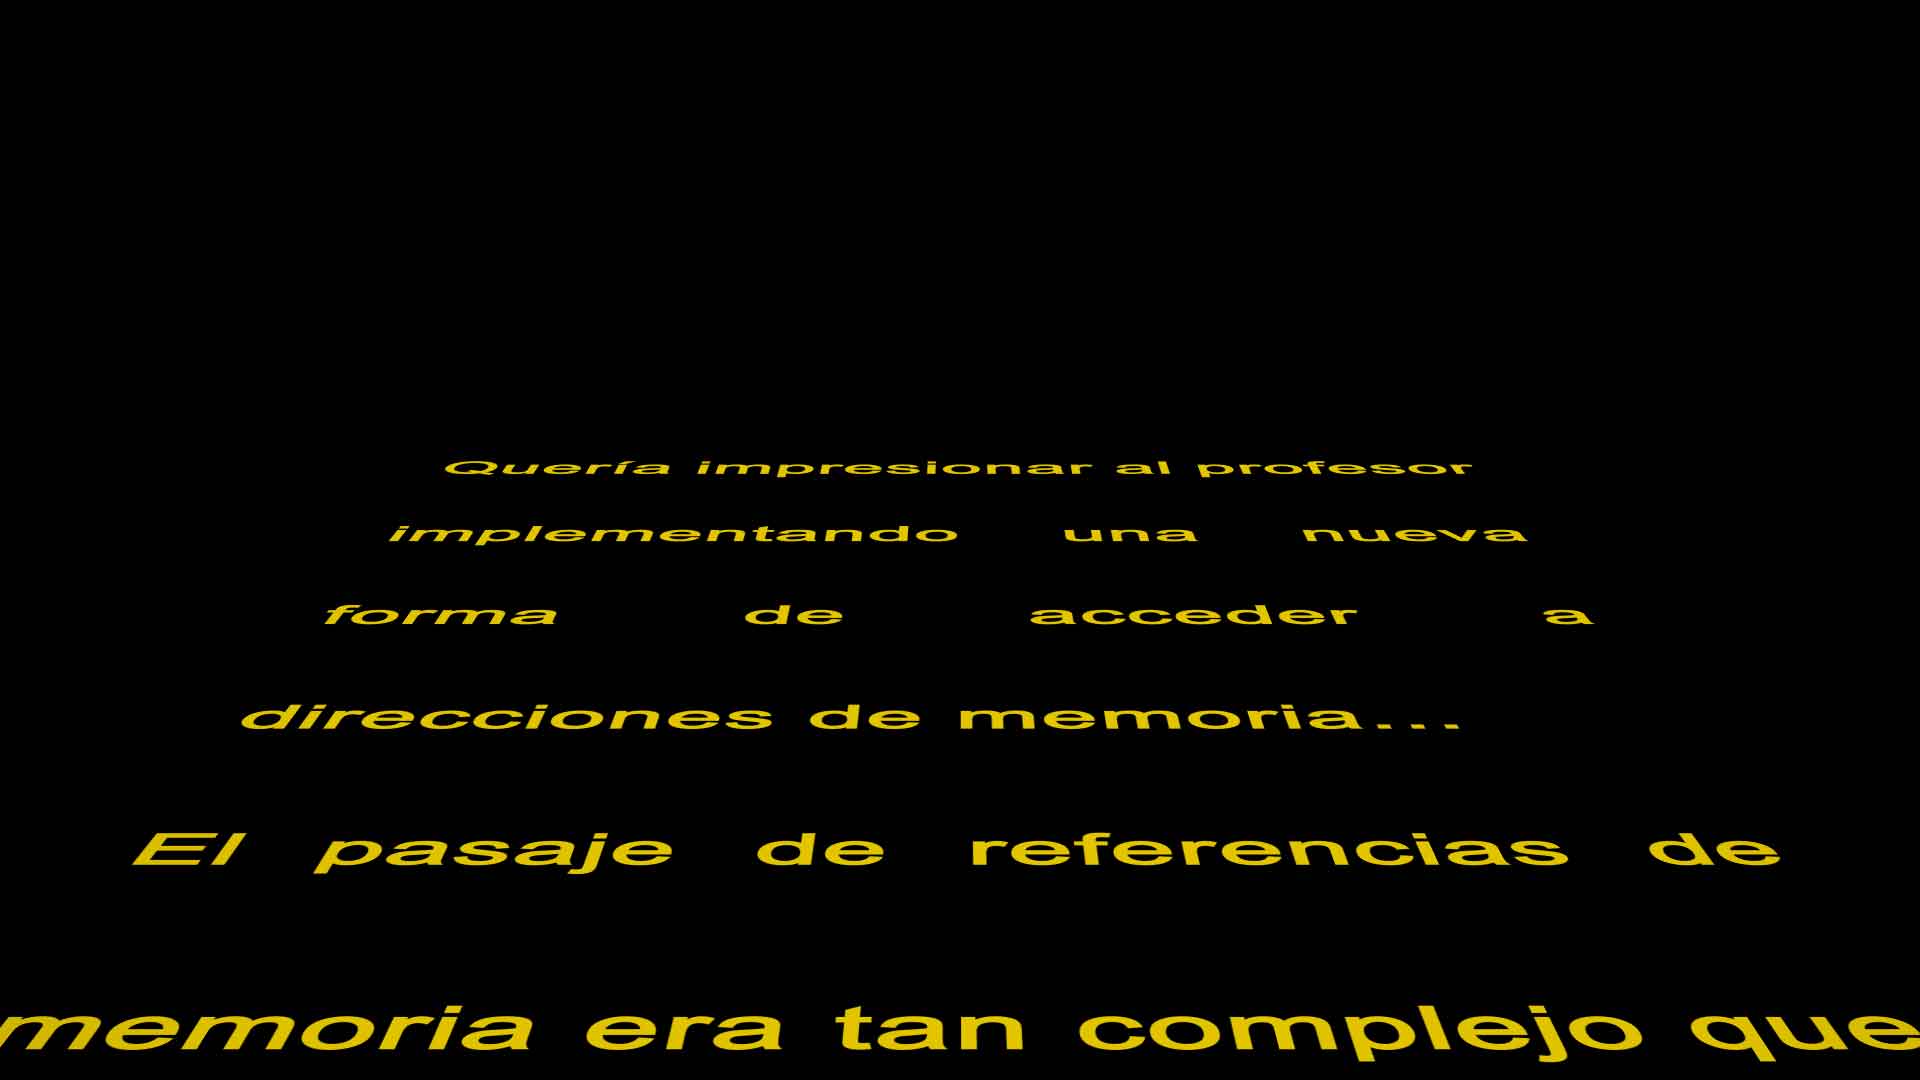 Quería impresionar al profesor
implementando una nueva
forma de acceder a
direcciones de memoria...
El pasaje de referencias de
memoria era tan complejo que